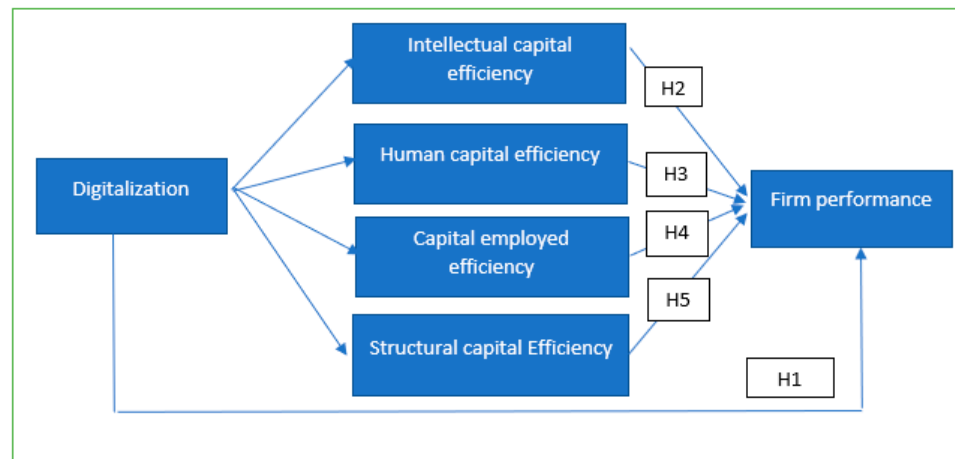 Intellectual capital
efficiency
H2
Human capital efficiency
H3
Digitalization
Firm performance
Capital employed
efficiency
H4
H5
Structural capital Efficiency
H1